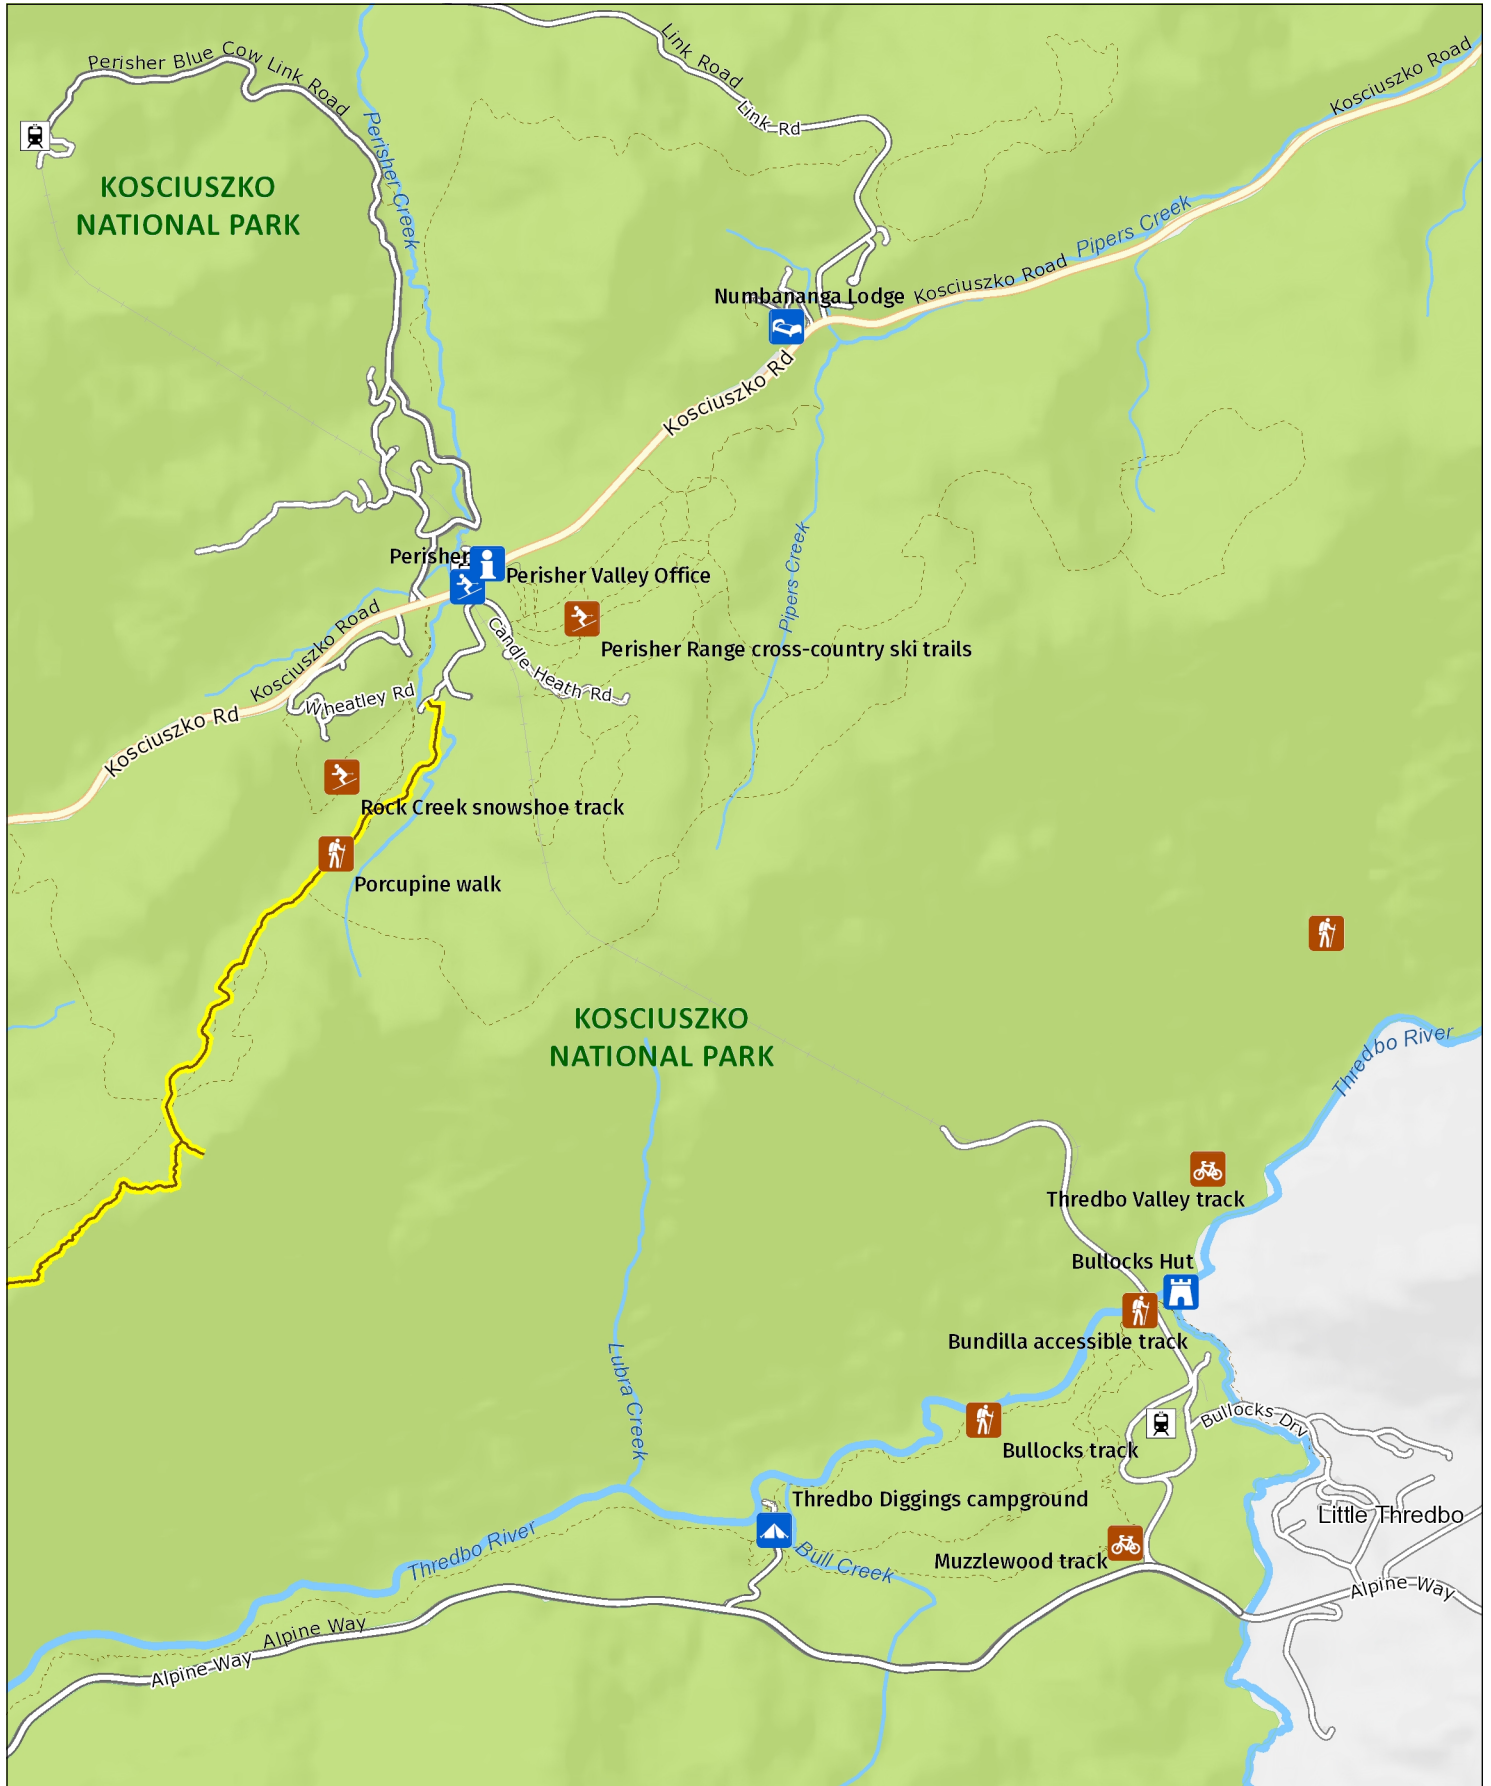 Link Road
Kosciuszko Road
Perisher Blue Cow Link Road
Link Rd
Perisher Creek
KOSCIUSZKO
NATIONAL PARK
Pipers Creek
Kosciuszko Road
Numbananga Lodge
Kosciuszko Rd
Pipers Creek
Perisher
Perisher Valley Office
Kosciuszko Road
Candle Heath Rd
Perisher Range cross-country ski trails
Wheatley Rd
Kosciuszko Rd
Rock Creek snowshoe track
Porcupine walk
KOSCIUSZKO
NATIONAL PARK
Thredbo River
Thredbo Valley track
Bullocks Hut
Bundilla accessible track
Lubra Creek
Bullocks Drv
Bullocks track
Thredbo Diggings campground
Little Thredbo
Thredbo River
Bull Creek
Muzzlewood track
Alpine Way
Alpine Way
Alpine Way